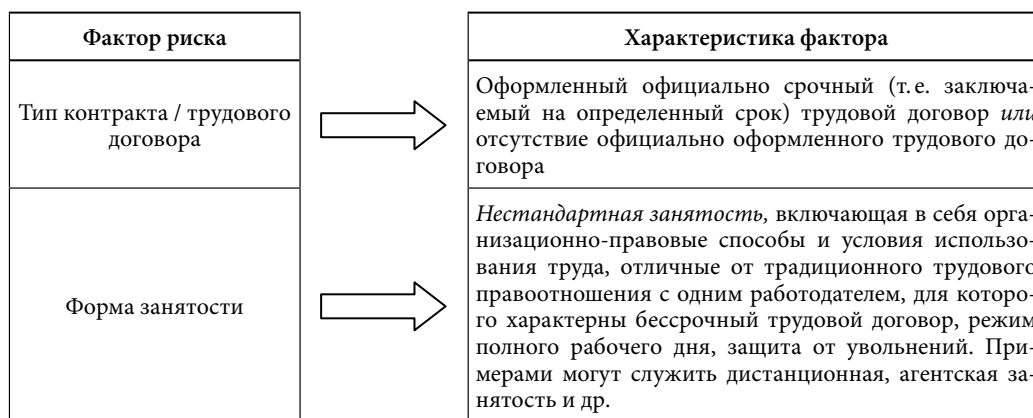 Фактор риска
Характеристика фактора
Тип контракта / трудового
договора
Оформленный официально срочный (т. е. заключа-
емый на определенный срок) трудовой договор или
отсутствие официально оформленного трудового до-
говора
Форма занятости
Нестандартная занятость, включающая в себя орга-
низационно-правовые способы и условия использо-
вания труда, отличные от традиционного трудового
правоотношения с одним работодателем, для которо-
го характерны бессрочный трудовой договор, режим
полного рабочего дня, защита от увольнений. При-
мерами могут служить дистанционная, агентская за-
нятость и др.